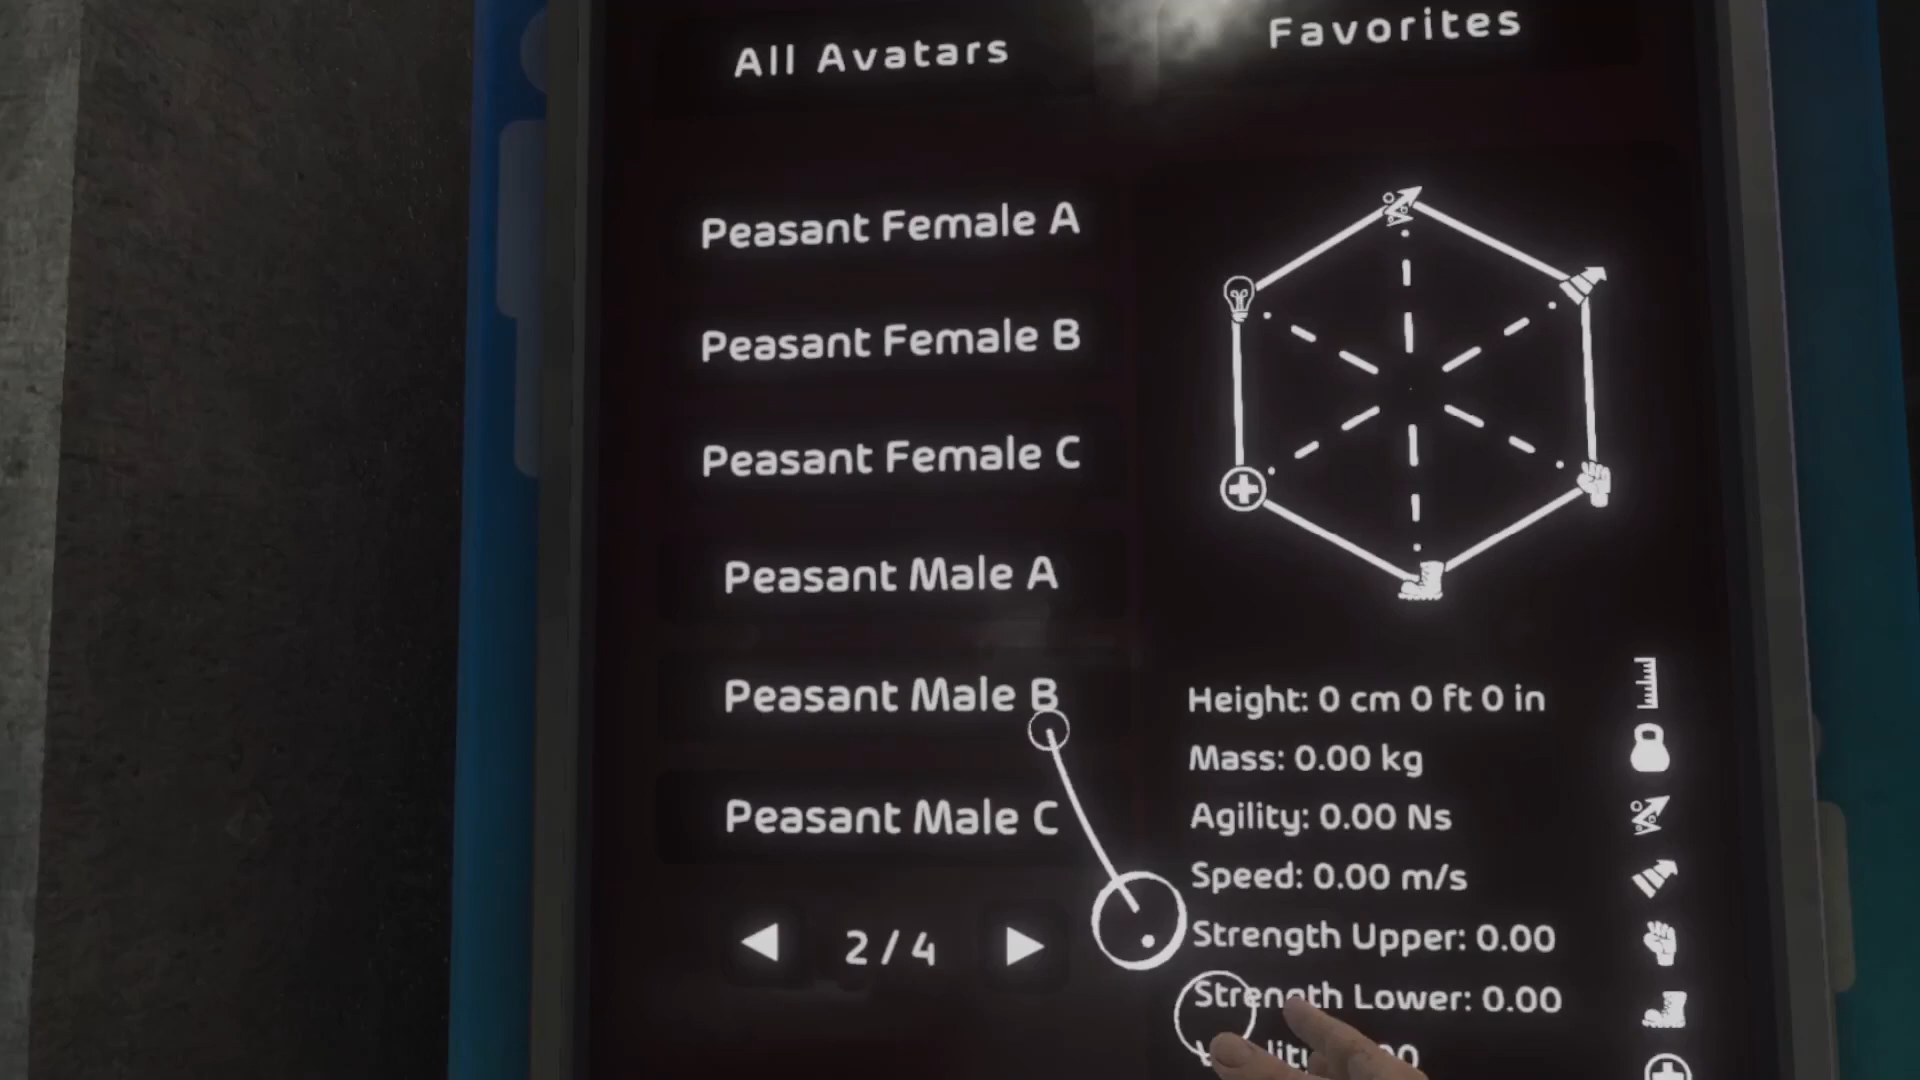 All Avatars
Favorites
Peasant Female A
Peasant Female B
Peasant Female C
Peasant Male A
Peasant Male B
Peasant Male C
2 / 4
Height: 0 cm 0 ft 0 in
Mass: 0.00 kg
Agility: 0.00 Ns
Speed: 0.00 m/s
Strength Upper: 0.00
Strength Lower: 0.00